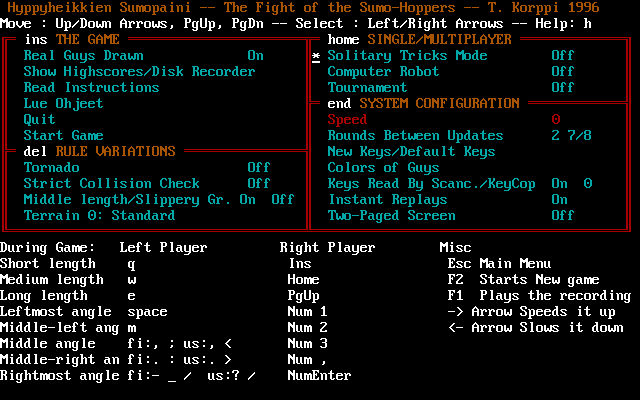 Hyppyheikkien Sumopaini -- The Fight of the Sumo-Hoppers -- T. Korppi 1996
Move : Up/Down Arrows, PgUp, PgDn -- Select : Left/Right Arrows -- Help: h
ins THE GAME
Real Guys Drawn On
Show Highscores/Disk Recorder
Read Instructions
Lue Ohjeet
Quit
Start Game
del RULE VARIATIONS
Tornado Off
Strict Collision Check Off
Middle length/Slippery Gr. On Off
Terrain 0: Standard
home SINGLE/MULTIPLAYER
* Solitary Tricks Mode Off
Computer Robot Off
Tournament Off
end SYSTEM CONFIGURATION
Speed 0
Rounds Between Updates 2 7/8
New Keys/Default Keys
Colors of Guys
Keys Read By Scanc./KeyCop On 0
Instant Replays On
Two-Paged Screen Off
During Game: Left Player Right Player Misc
Short length q Ins Esc Main Menu
Medium length w Home F2 Starts New game
Long length e PgUp F1 Plays the recording
Leftmost angle space Num 1 -> Arrow Speeds it up
Middle-left ang m Num 2 <- Arrow Slows it down
Middle angle fi:, ; us:, < Num 3
Middle-right an fi:. : us:. > Num ,
Rightmost angle fi:- _ / us:? / NumEnter